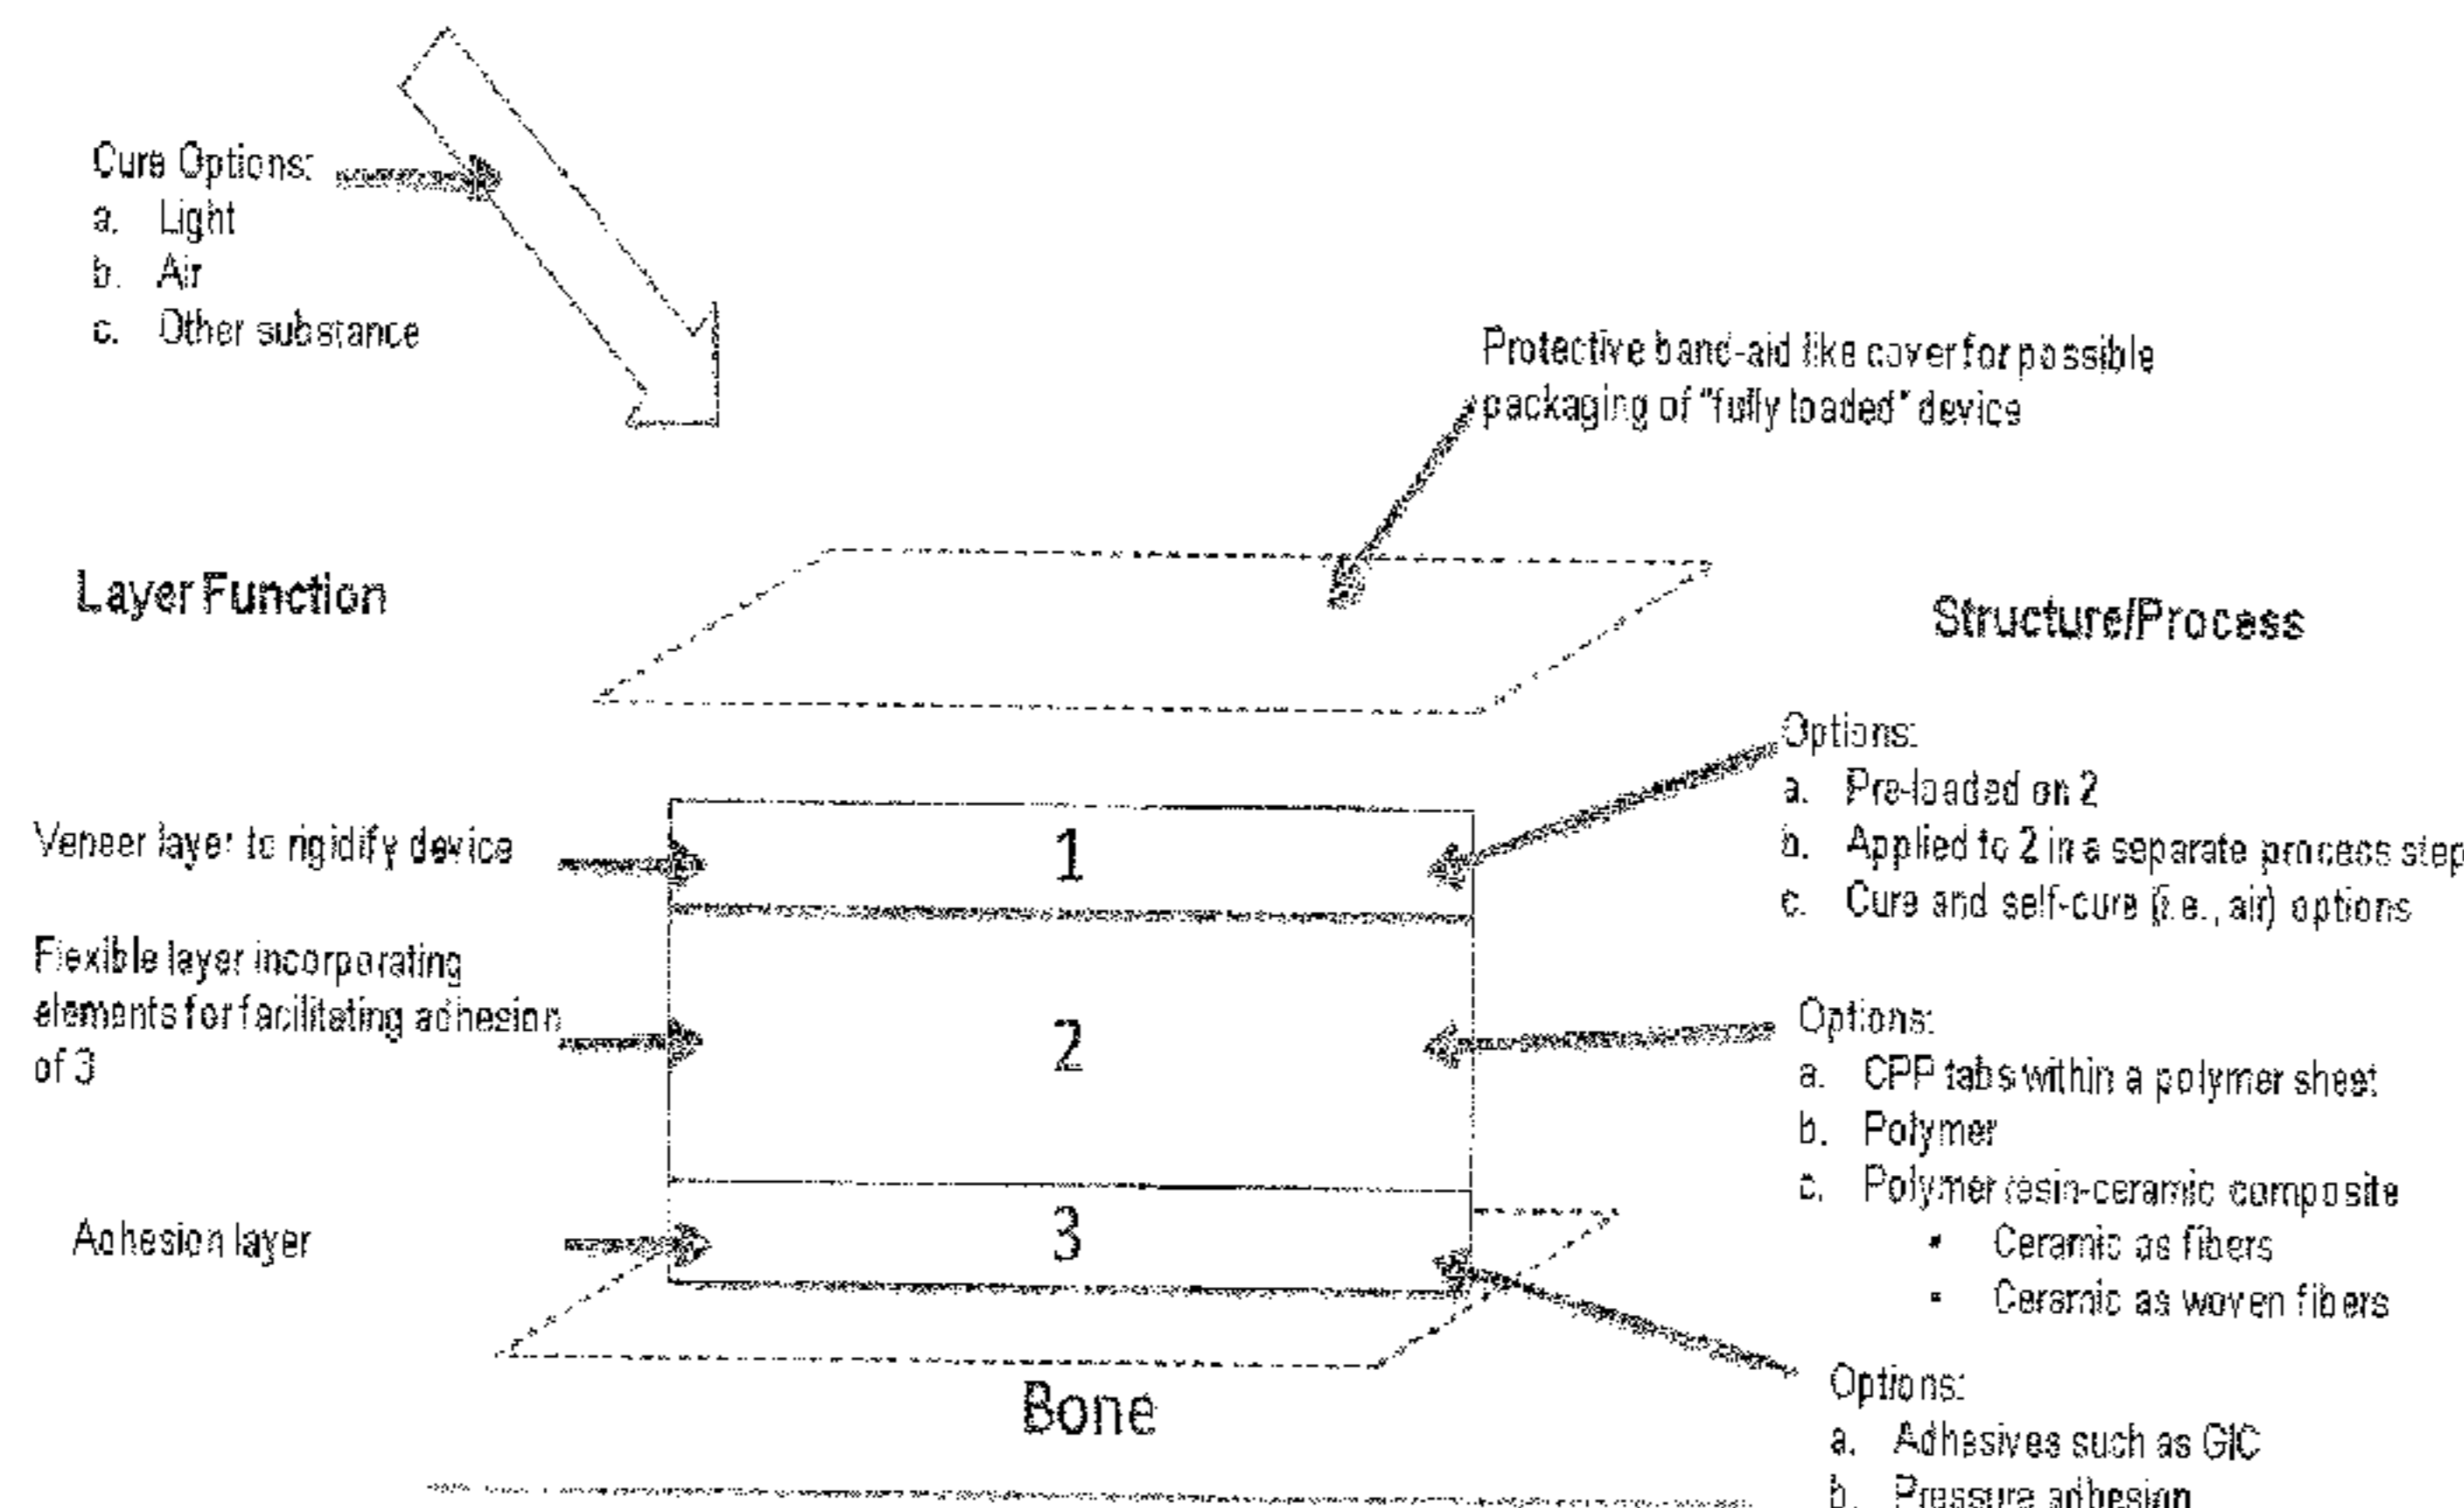 Cure Options:
a. Light
b. Air
c. Other substance
Protective band-aid like cover for possible
packaging of "fully loaded" device
Layer Function
Structure/Process
Veneer layer to rigidify device
1
Options:
a. Pre-loaded on 2
b. Applied to 2 in a separate process step
c. Cure and self-cure (i.e., air) options
Flexible layer incorporating
elements for facilitating adhesion
of 3
2
Options:
a. CPP tabs within a polymer sheet
b. Polymer
c. Polymer resin-ceramic composite
▪ Ceramic as fibers
▪ Ceramic as woven fibers
Adhesion layer
3
Bone
Options:
a. Adhesives such as GIC
b. Pressure adhesion